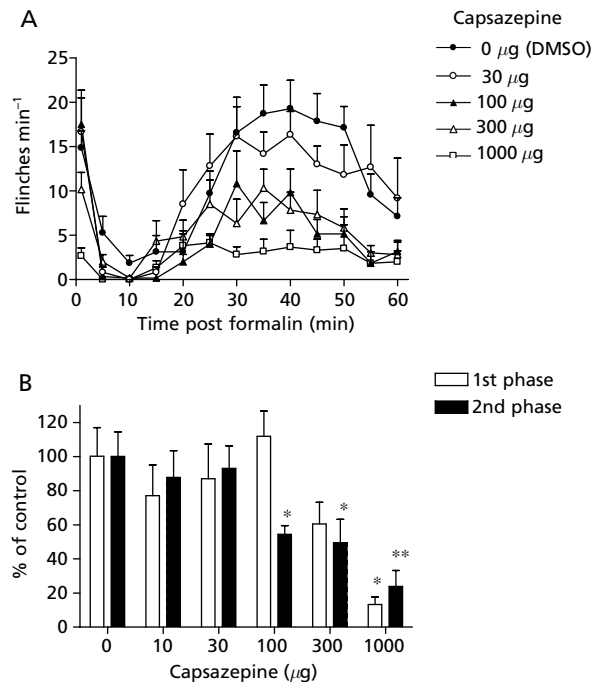 A
Capsazepine
0 μg (DMSO)
30 μg
100 μg
300 μg
1000 μg
Flinches min⁻¹
25
20
15
10
5
0
0 10 20 30 40 50 60
Time post formalin (min)
B
1st phase
2nd phase
% of control
120
100
80
60
40
20
0
* * * **
0 10 30 100 300 1000
Capsazepine (μg)